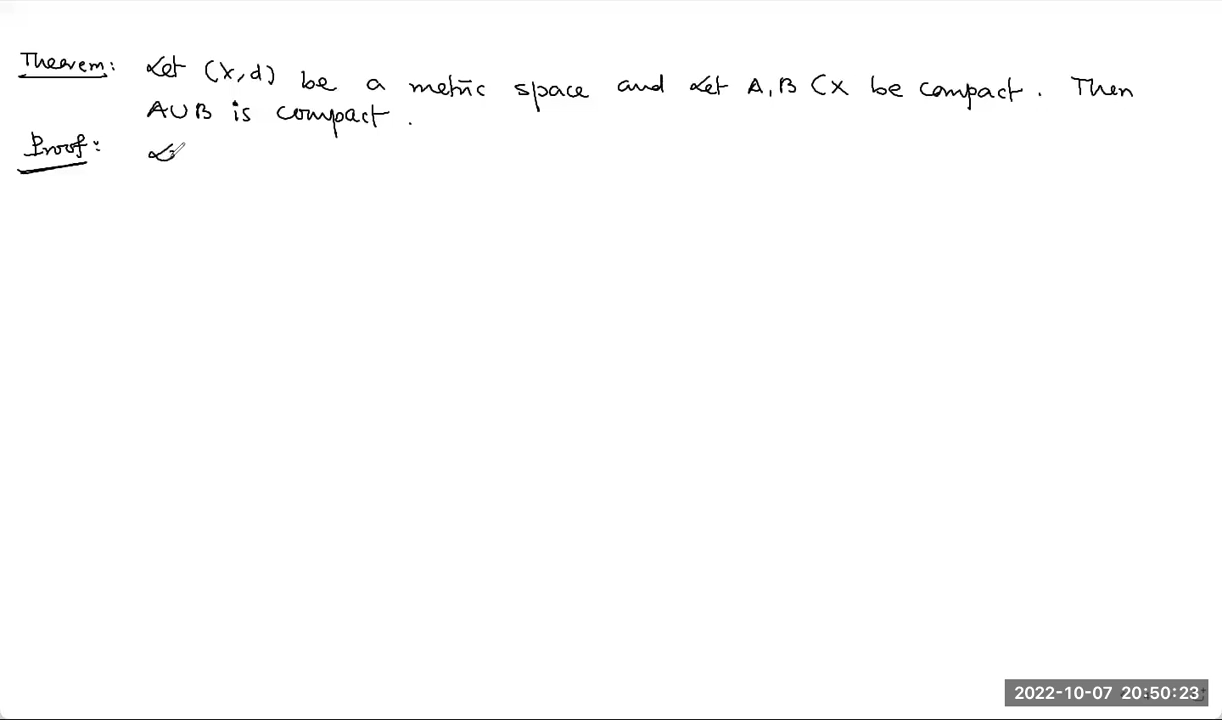 Theorem: Let (X,d) be a metric space and Let A,B ⊂ X be compact. Then
A∪B is compact.
Proof:
2022-10-07 20:50:23